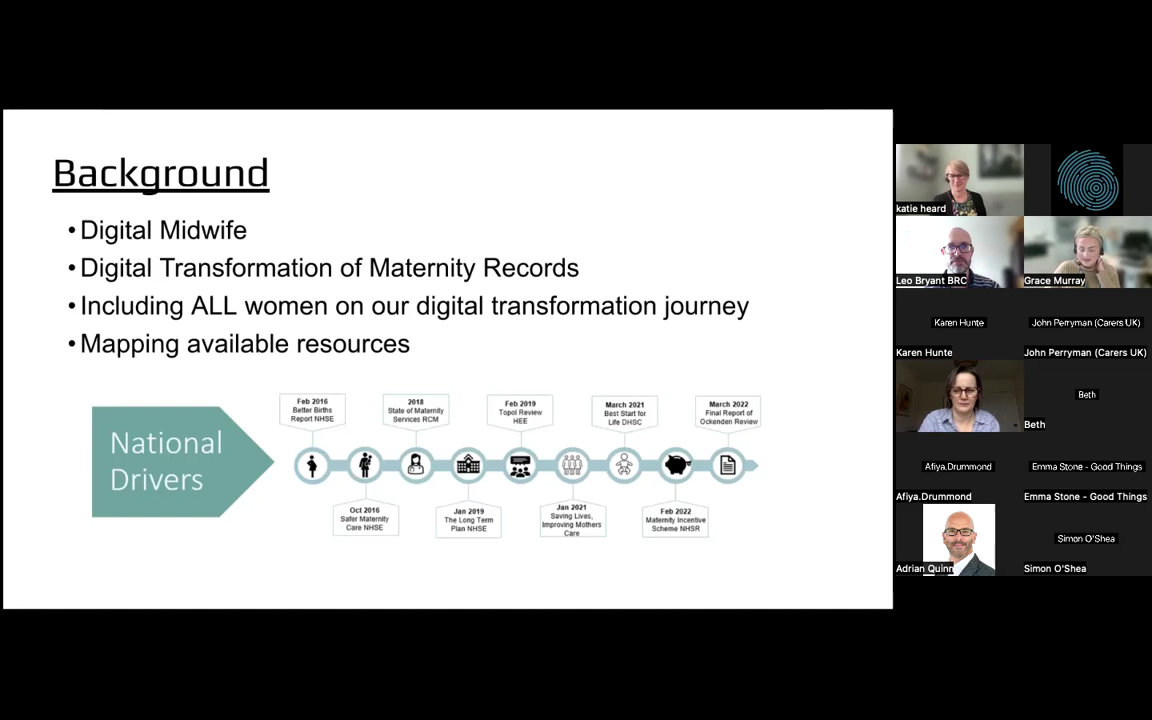 Background
• Digital Midwife
• Digital Transformation of Maternity Records
• Including ALL women on our digital transformation journey
• Mapping available resources
National
Drivers
Feb 2016
Better Births
Report NHSE
Oct 2016
Safer Maternity
Care NHSE
2018
State of Maternity
Services RCM
Jan 2019
The Long Term
Plan NHSE
Feb 2019
Topol Review
HEE
Jan 2021
Saving Lives,
Improving Mothers
Care
March 2021
Best Start for
Life DHSC
Feb 2022
Maternity Incentive
Scheme NHSR
March 2022
Final Report of
Ockenden Review
katie heard
Leo Bryant BRC
Grace Murray
Karen Hunte
Karen Hunte
John Perryman (Carers UK)
John Perryman (Carers UK)
Beth
Beth
Afiya.Drummond
Afiya.Drummond
Emma Stone - Good Things
Emma Stone - Good Things
Adrian Quinn
Simon O'Shea
Simon O'Shea